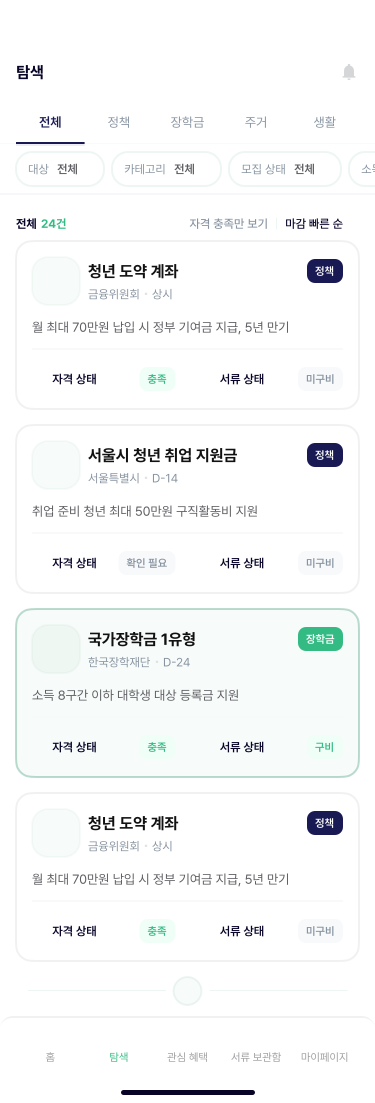 탐색
전체 정책 장학금 주거 생활
대상 전체 카테고리 전체 모집 상태 전체
전체 24건 자격 충족만 보기 마감 빠른 순
청년 도약 계좌 정책
금융위원회 · 상시
월 최대 70만원 납입 시 정부 기여금 지급, 5년 만기
자격 상태 충족 서류 상태 미구비
서울시 청년 취업 지원금 정책
서울특별시 · D-14
취업 준비 청년 최대 50만원 구직활동비 지원
자격 상태 확인 필요 서류 상태 미구비
국가장학금 1유형 장학금
한국장학재단 · D-24
소득 8구간 이하 대학생 대상 등록금 지원
자격 상태 충족 서류 상태 구비
청년 도약 계좌 정책
금융위원회 · 상시
월 최대 70만원 납입 시 정부 기여금 지급, 5년 만기
자격 상태 충족 서류 상태 미구비
홈 탐색 관심 혜택 서류 보관함 마이페이지